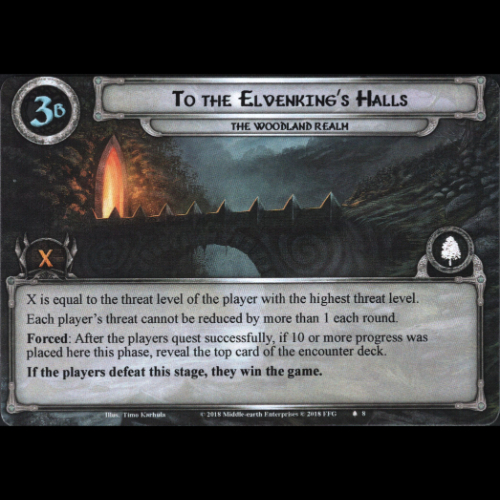 3B
TO THE ELVENKING'S HALLS
THE WOODLAND REALM
X
X is equal to the threat level of the player with the highest threat level.
Each player's threat cannot be reduced by more than 1 each round.
Forced: After the players quest successfully, if 10 or more progress was
placed here this phase, reveal the top card of the encounter deck.
If the players defeat this stage, they win the game.
Illus. Timo Karhula © 2018 Middle-earth Enterprises © 2018 FFG 8